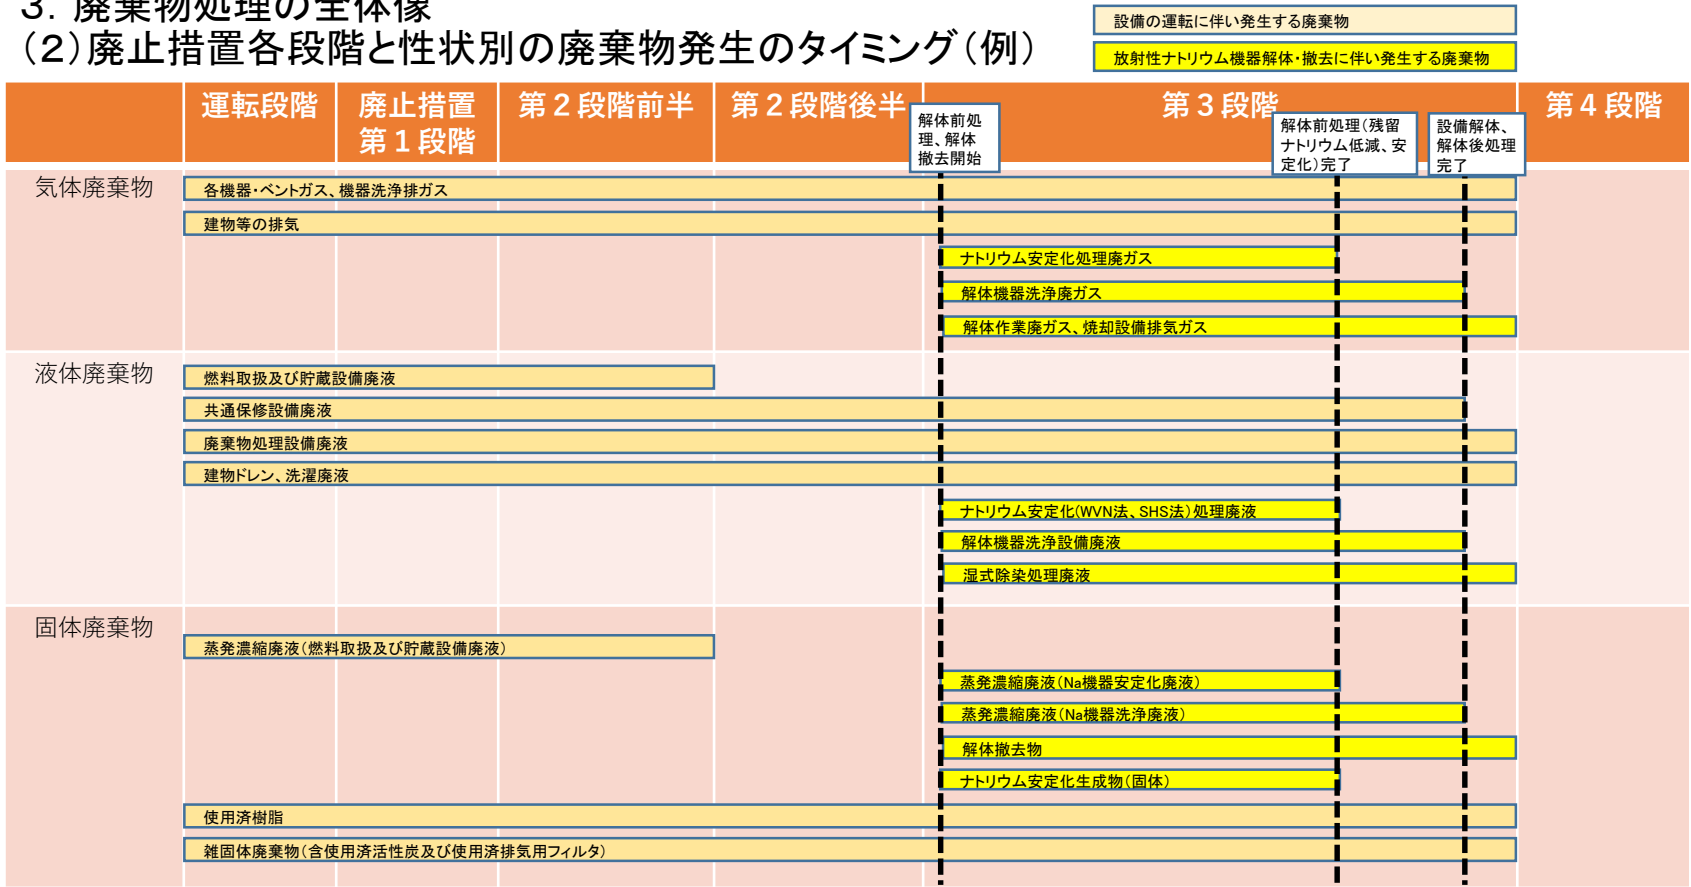 3. 廃棄物処理の全体像
(2)廃止措置各段階と性状別の廃棄物発生のタイミング(例)
設備の運転に伴い発生する廃棄物
放射性ナトリウム機器解体・撤去に伴い発生する廃棄物
運転段階
廃止措置
第1段階
第2段階前半
第2段階後半
第3段階
第4段階
解体前処
理、解体
撤去開始
解体前処理(残留
ナトリウム低減、安
定化)完了
設備解体、
解体後処理
完了
気体廃棄物
各機器・ベントガス、機器洗浄排ガス
建物等の排気
ナトリウム安定化処理廃ガス
解体機器洗浄廃ガス
解体作業廃ガス、焼却設備排気ガス
液体廃棄物
燃料取扱及び貯蔵設備廃液
共通保修設備廃液
廃棄物処理設備廃液
建物ドレン、洗濯廃液
ナトリウム安定化(WVN法、SHS法)処理廃液
解体機器洗浄設備廃液
湿式除染処理廃液
固体廃棄物
蒸発濃縮廃液(燃料取扱及び貯蔵設備廃液)
蒸発濃縮廃液(Na機器安定化廃液)
蒸発濃縮廃液(Na機器洗浄廃液)
解体撤去物
ナトリウム安定化生成物(固体)
使用済樹脂
雑固体廃棄物(含使用済活性炭及び使用済排気用フィルタ)